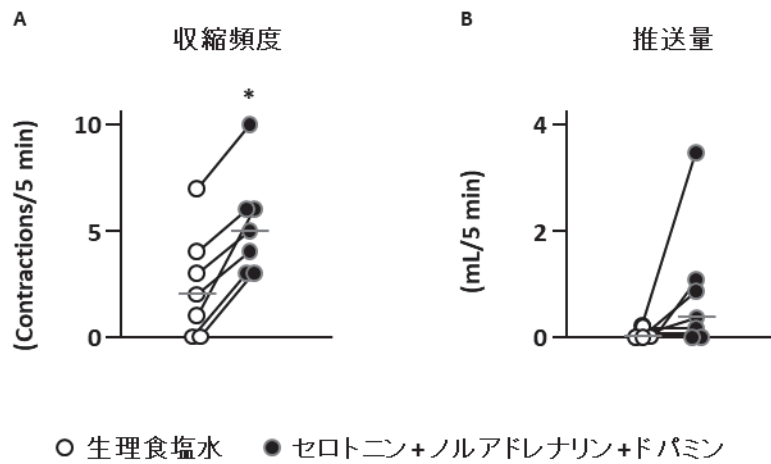 A
収縮頻度
*
(Contractions/5 min)
10
5
0
B
推送量
(mL/5 min)
4
2
0
生理食塩水
セロトニン+ノルアドレナリン+ドパミン